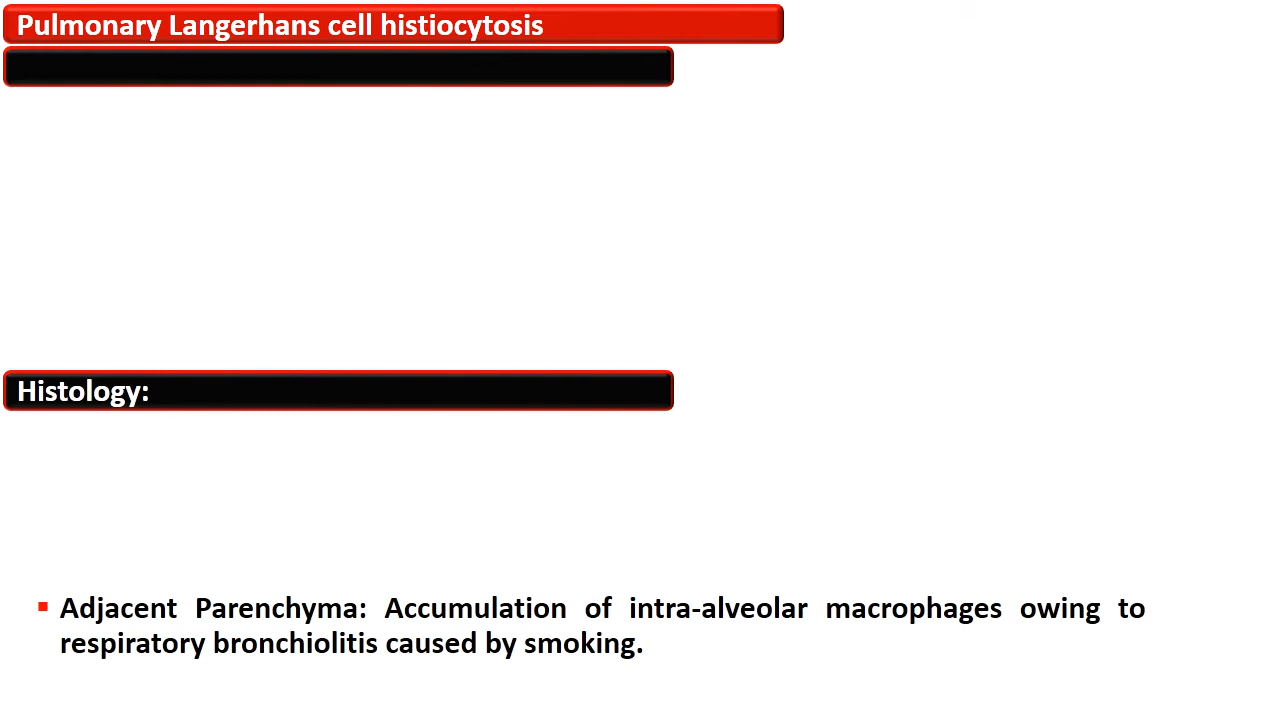 Pulmonary Langerhans cell histiocytosis
Histology:
▪ Adjacent Parenchyma: Accumulation of intra-alveolar macrophages owing to
respiratory bronchiolitis caused by smoking.